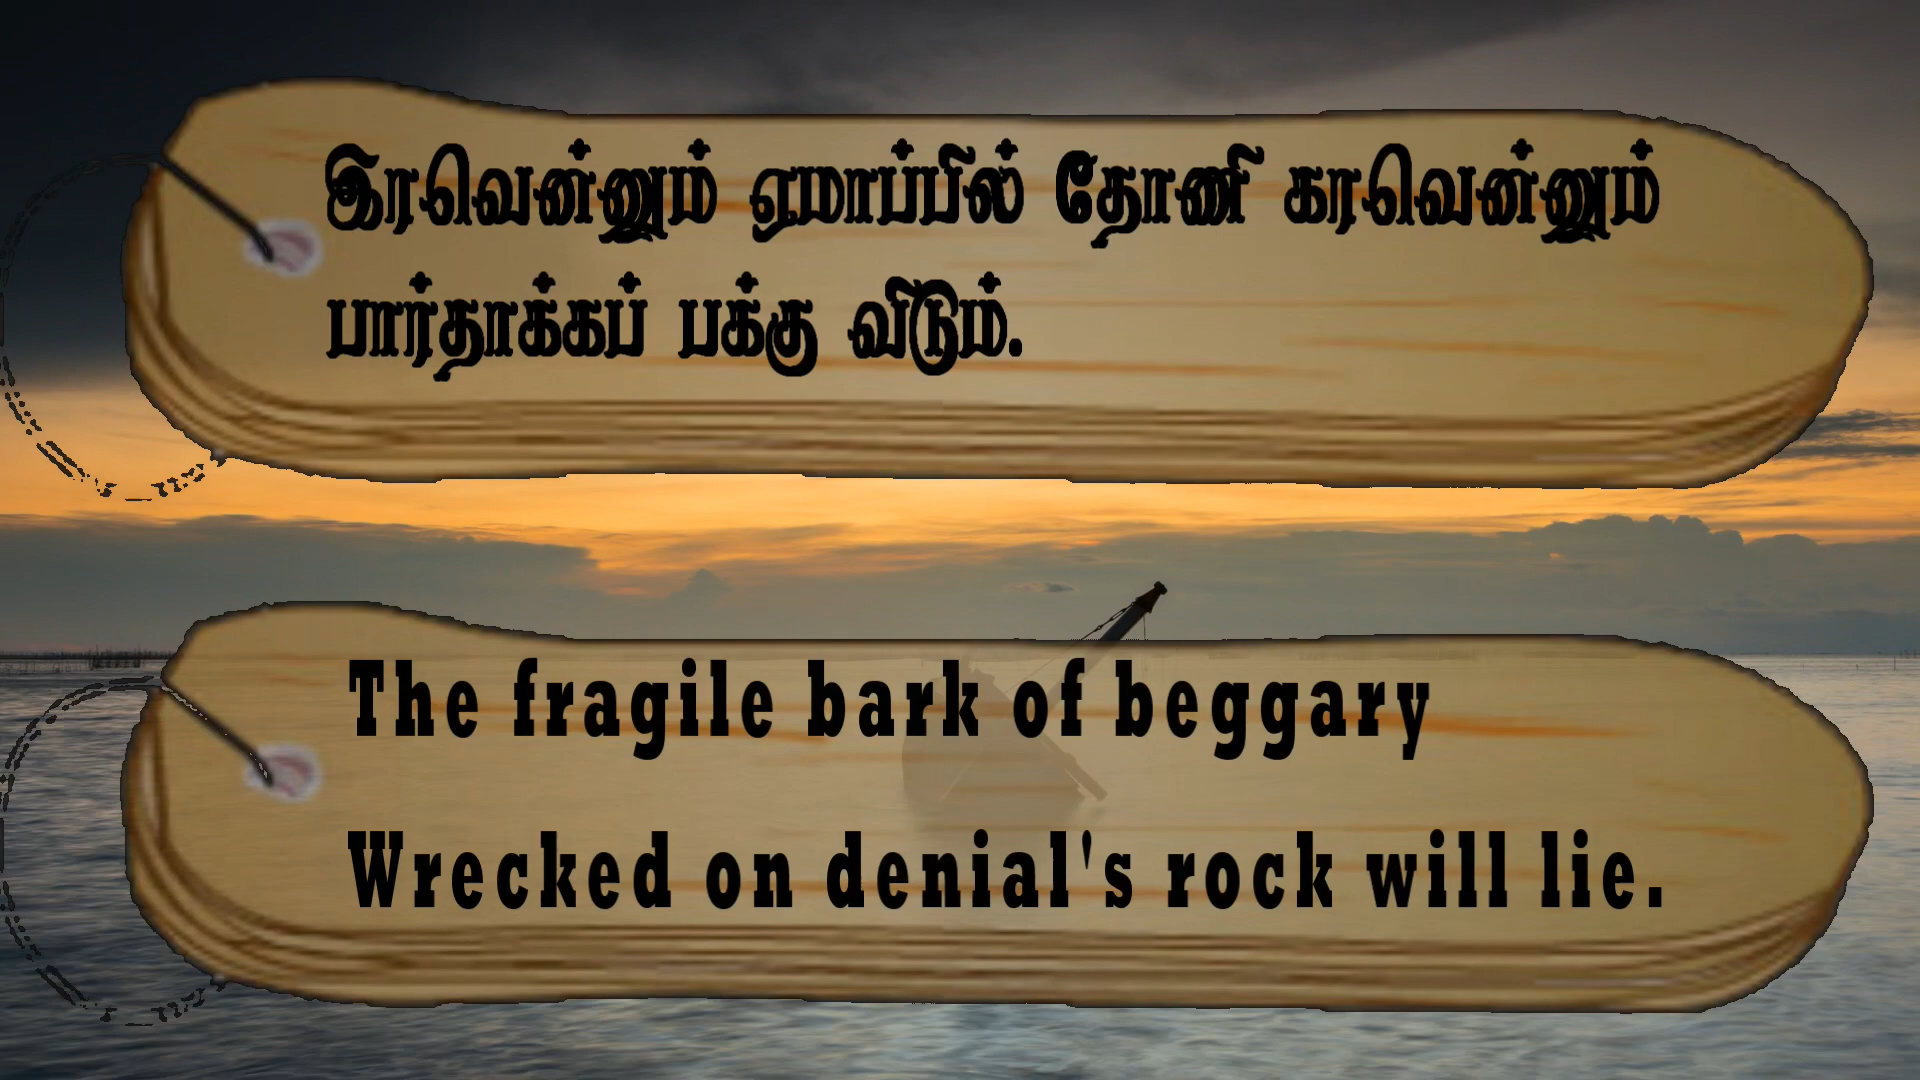 இரவென்னும் ஏமாப்பில் தோணி கரவென்னும்
பார்தாக்கப் பக்கு விடும்.
The fragile bark of beggary
Wrecked on denial's rock will lie.